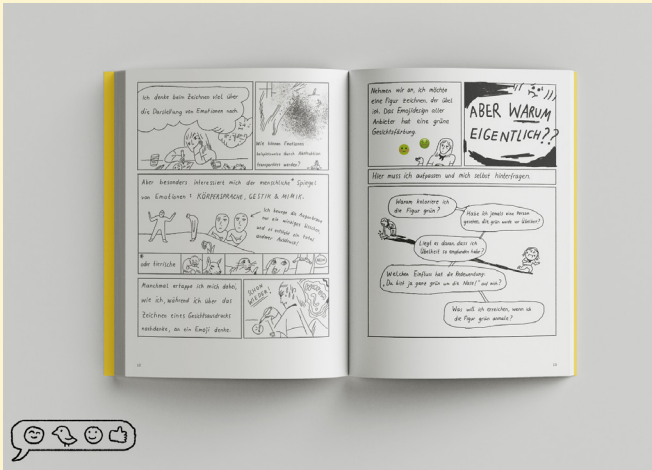 Ich denke beim Zeichnen viel über
die Darstellung von Emotionen nach.
Wie können Emotionen
beispielsweise durch Abstraktion
transportiert werden?
Aber besonders interessiert mich der menschliche* Spiegel
von Emotionen: KÖRPERSPRACHE, GESTIK & MIMIK.
Ich bewege die Augenbrauen
nur ein winziges Stückchen,
und es entsteht ein total
anderer Ausdruck!
*
oder tierische
Manchmal ertappe ich mich dabei,
wie ich, während ich über das
Zeichnen eines Gesichtsausdrucks
nachdenke, an ein Emoji denke.
SCHON
WIEDER!
Nehmen wir an, ich möchte
eine Figur zeichnen, der übel
ist. Das Emojidesign aller
Anbieter hat eine grüne
Gesichtsfärbung.
ABER WARUM
EIGENTLICH??
Hier muss ich aufpassen und mich selbst hinterfragen.
Warum koloriere ich
die Figur grün?
Habe ich jemals eine Person
gesehen, die grün wurde vor Übelkeit?
Liegt es daran, dass ich
Übelkeit so empfunden habe?
Welchen Einfluss hat die Redewendung
„Du bist ja ganz grün um die Nase!" auf mich?
Was will ich erreichen, wenn ich
die Figur grün anmale?